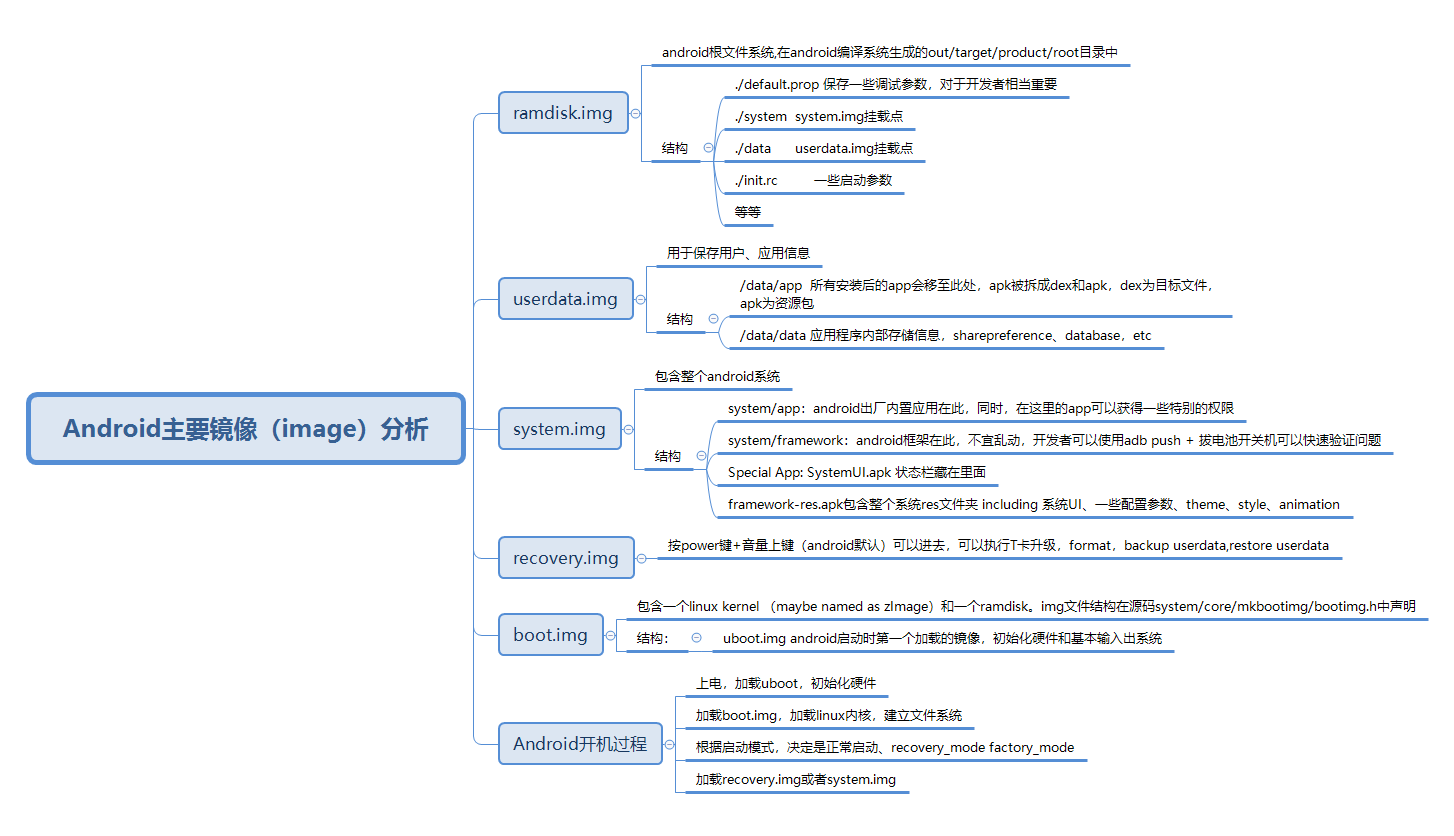 Android主要镜像（image）分析
ramdisk.img
android根文件系统,在android编译系统生成的out/target/product/root目录中
结构
./default.prop 保存一些调试参数，对于开发者相当重要
./system  system.img挂载点
./data      userdata.img挂载点
./init.rc         一些启动参数
等等
userdata.img
用于保存用户、应用信息
结构
/data/app  所有安装后的app会移至此处，apk被拆成dex和apk，dex为目标文件，
apk为资源包
/data/data 应用程序内部存储信息，sharepreference、database，etc
system.img
包含整个android系统
结构
system/app：android出厂内置应用在此，同时，在这里的app可以获得一些特别的权限
system/framework：android框架在此，不宜乱动，开发者可以使用adb push + 拔电池开关机可以快速验证问题
Special App: SystemUI.apk 状态栏藏在里面
framework-res.apk包含整个系统res文件夹 including 系统UI、一些配置参数、theme、style、animation
recovery.img
按power键+音量上键（android默认）可以进去，可以执行T卡升级，format，backup userdata,restore userdata
boot.img
包含一个linux kernel （maybe named as zImage）和一个ramdisk。img文件结构在源码system/core/mkbootimg/bootimg.h中声明
结构：
uboot.img android启动时第一个加载的镜像，初始化硬件和基本输入出系统
Android开机过程
上电，加载uboot，初始化硬件
加载boot.img，加载linux内核，建立文件系统
根据启动模式，决定是正常启动、recovery_mode factory_mode
加载recovery.img或者system.img